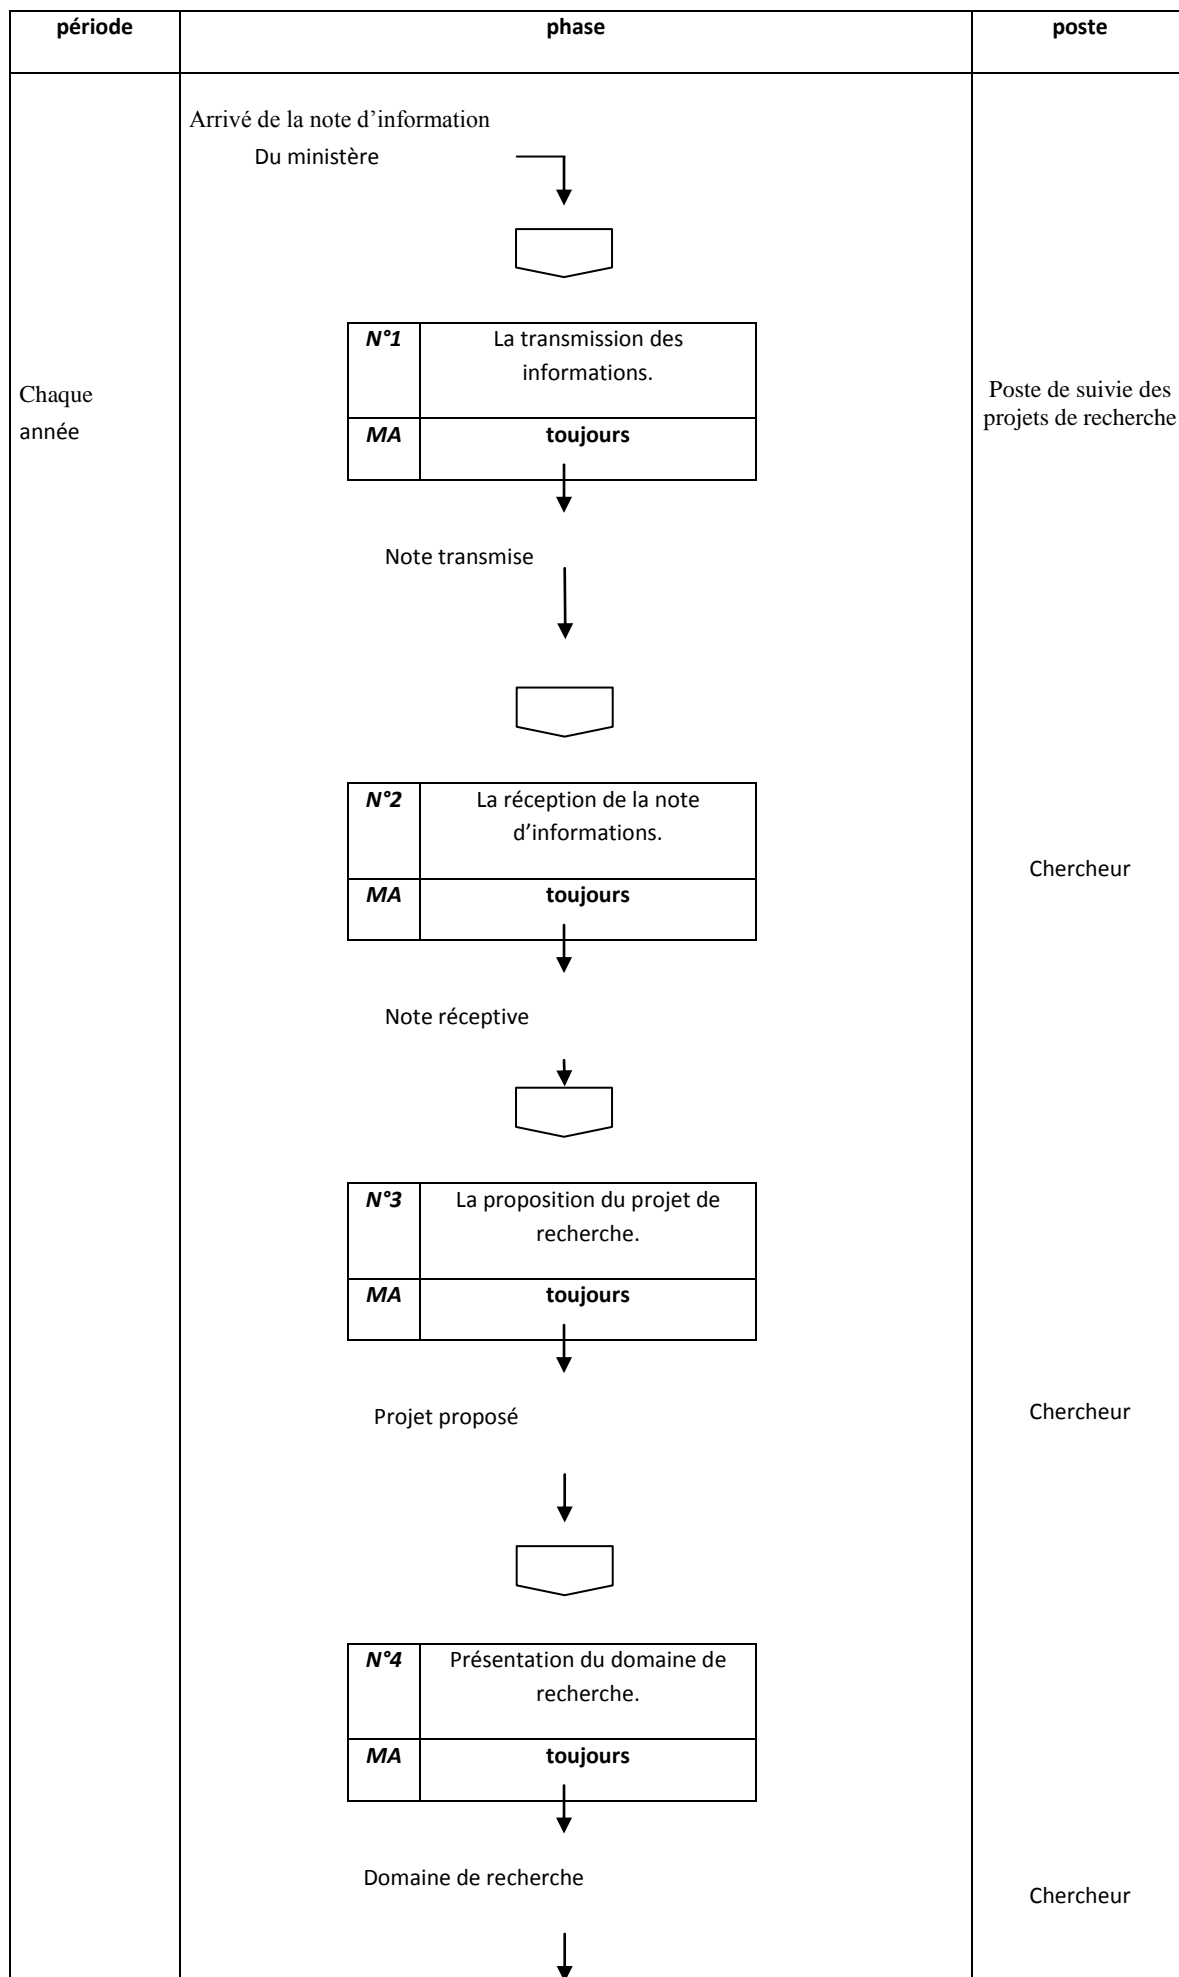 période phase poste
Arrivé de la note d’information
Du ministère
N°1 La transmission des
informations.
Chaque
année
Poste de suivie des
projets de recherche
MA toujours
Note transmise
N°2 La réception de la note
d’informations.
Chercheur
MA toujours
Note réceptive
N°3 La proposition du projet de
recherche.
MA toujours
Projet proposé
Chercheur
N°4 Présentation du domaine de
recherche.
MA toujours
Domaine de recherche
Chercheur